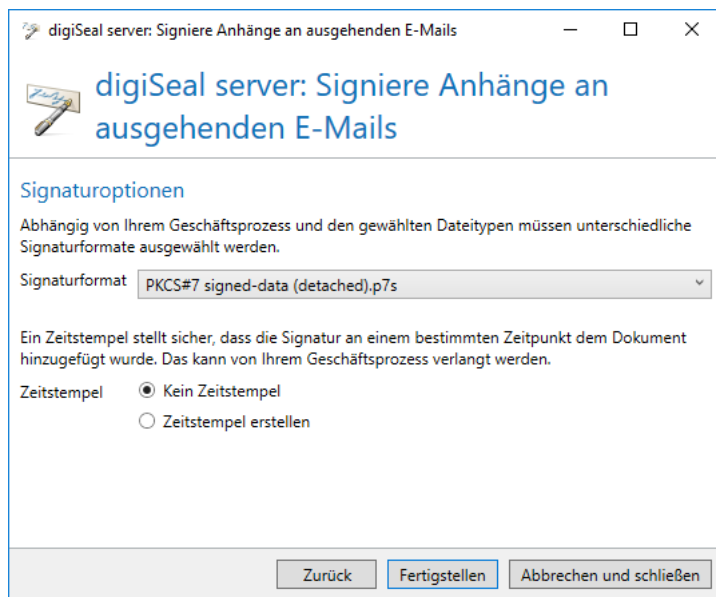 digiSeal server: Signiere Anhänge an ausgehenden E-Mails
digiSeal server: Signiere Anhänge an
ausgehenden E-Mails
Signaturoptionen
Abhängig von Ihrem Geschäftsprozess und den gewählten Dateitypen müssen unterschiedliche
Signaturformate ausgewählt werden.
Signaturformat PKCS#7 signed-data (detached).p7s
Ein Zeitstempel stellt sicher, dass die Signatur an einem bestimmten Zeitpunkt dem Dokument
hinzugefügt wurde. Das kann von Ihrem Geschäftsprozess verlangt werden.
Zeitstempel Kein Zeitstempel
Zeitstempel erstellen
Zurück Fertigstellen Abbrechen und schließen